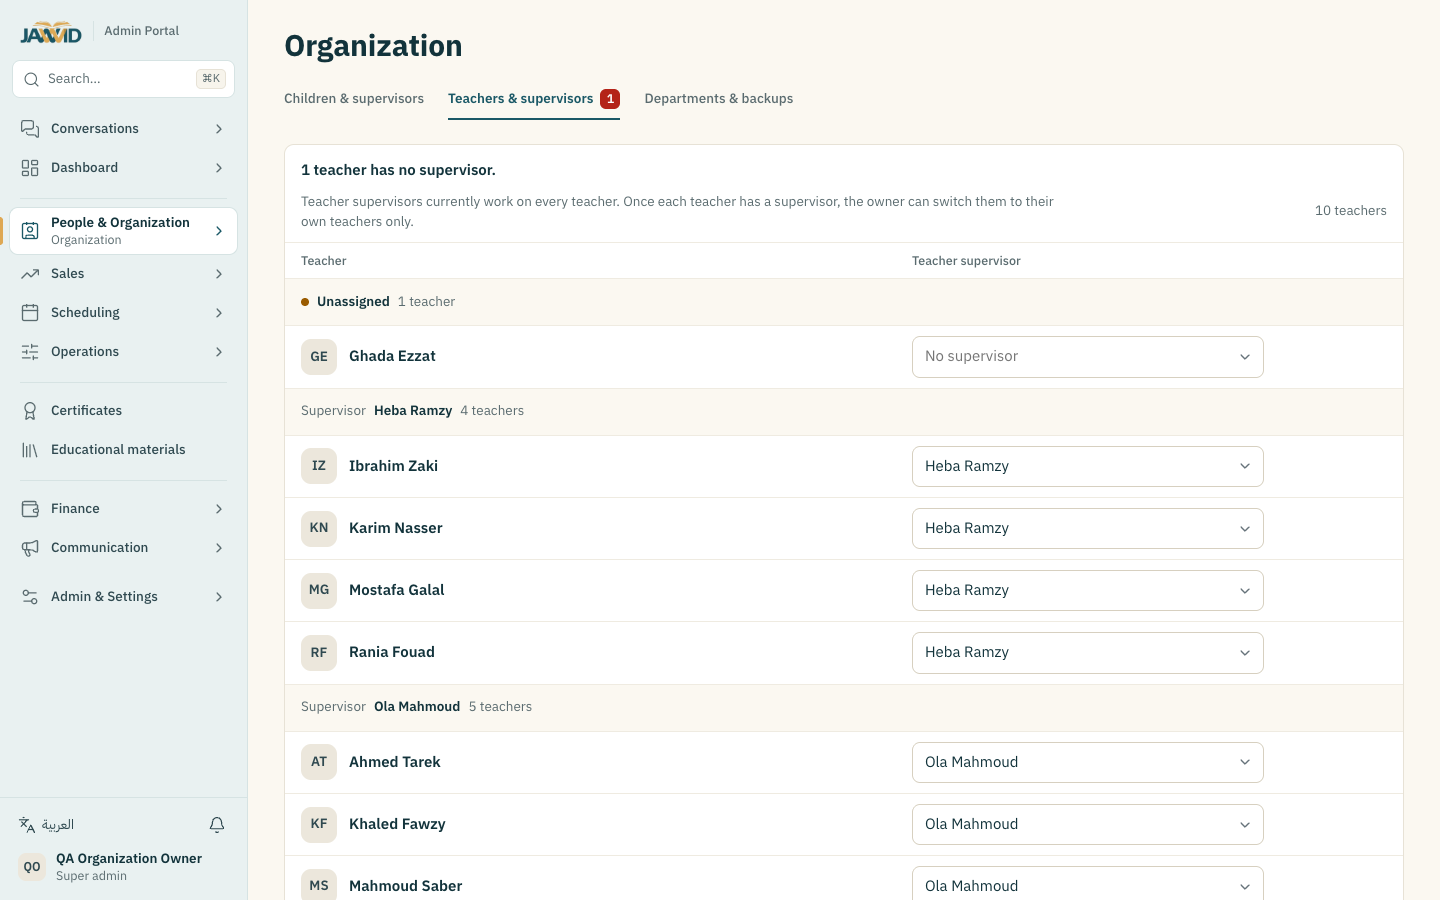 JAWWID
Admin Portal
Search...
⌘K
Conversations
Dashboard
People & Organization
Organization
Sales
Scheduling
Operations
Certificates
Educational materials
Finance
Communication
Admin & Settings
العربية
QO
QA Organization Owner
Super admin
Organization
Children & supervisors
Teachers & supervisors 1
Departments & backups
1 teacher has no supervisor.
Teacher supervisors currently work on every teacher. Once each teacher has a supervisor, the owner can switch them to their
own teachers only.
10 teachers
Teacher
Teacher supervisor
Unassigned 1 teacher
GE Ghada Ezzat
No supervisor
Supervisor Heba Ramzy 4 teachers
IZ Ibrahim Zaki
Heba Ramzy
KN Karim Nasser
Heba Ramzy
MG Mostafa Galal
Heba Ramzy
RF Rania Fouad
Heba Ramzy
Supervisor Ola Mahmoud 5 teachers
AT Ahmed Tarek
Ola Mahmoud
KF Khaled Fawzy
Ola Mahmoud
MS Mahmoud Saber
Ola Mahmoud